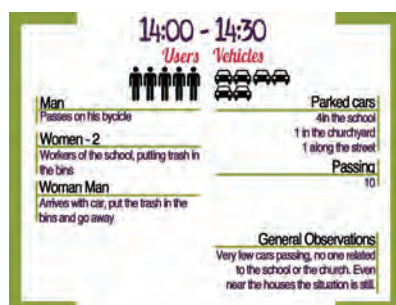 14:00 - 14:30
Users Vehicles
Man
Passes on his bycicle
Women - 2
Workers of the school, putting trash in
the bins
Woman Man
Arrives with car, put the trash in the
bins and go away
Parked cars
4in the school
1 in the churchyard
1 along the street
Passing
10
General Observations
Very few cars passing, no one related
to the school or the church. Even
near the houses the situation is still.